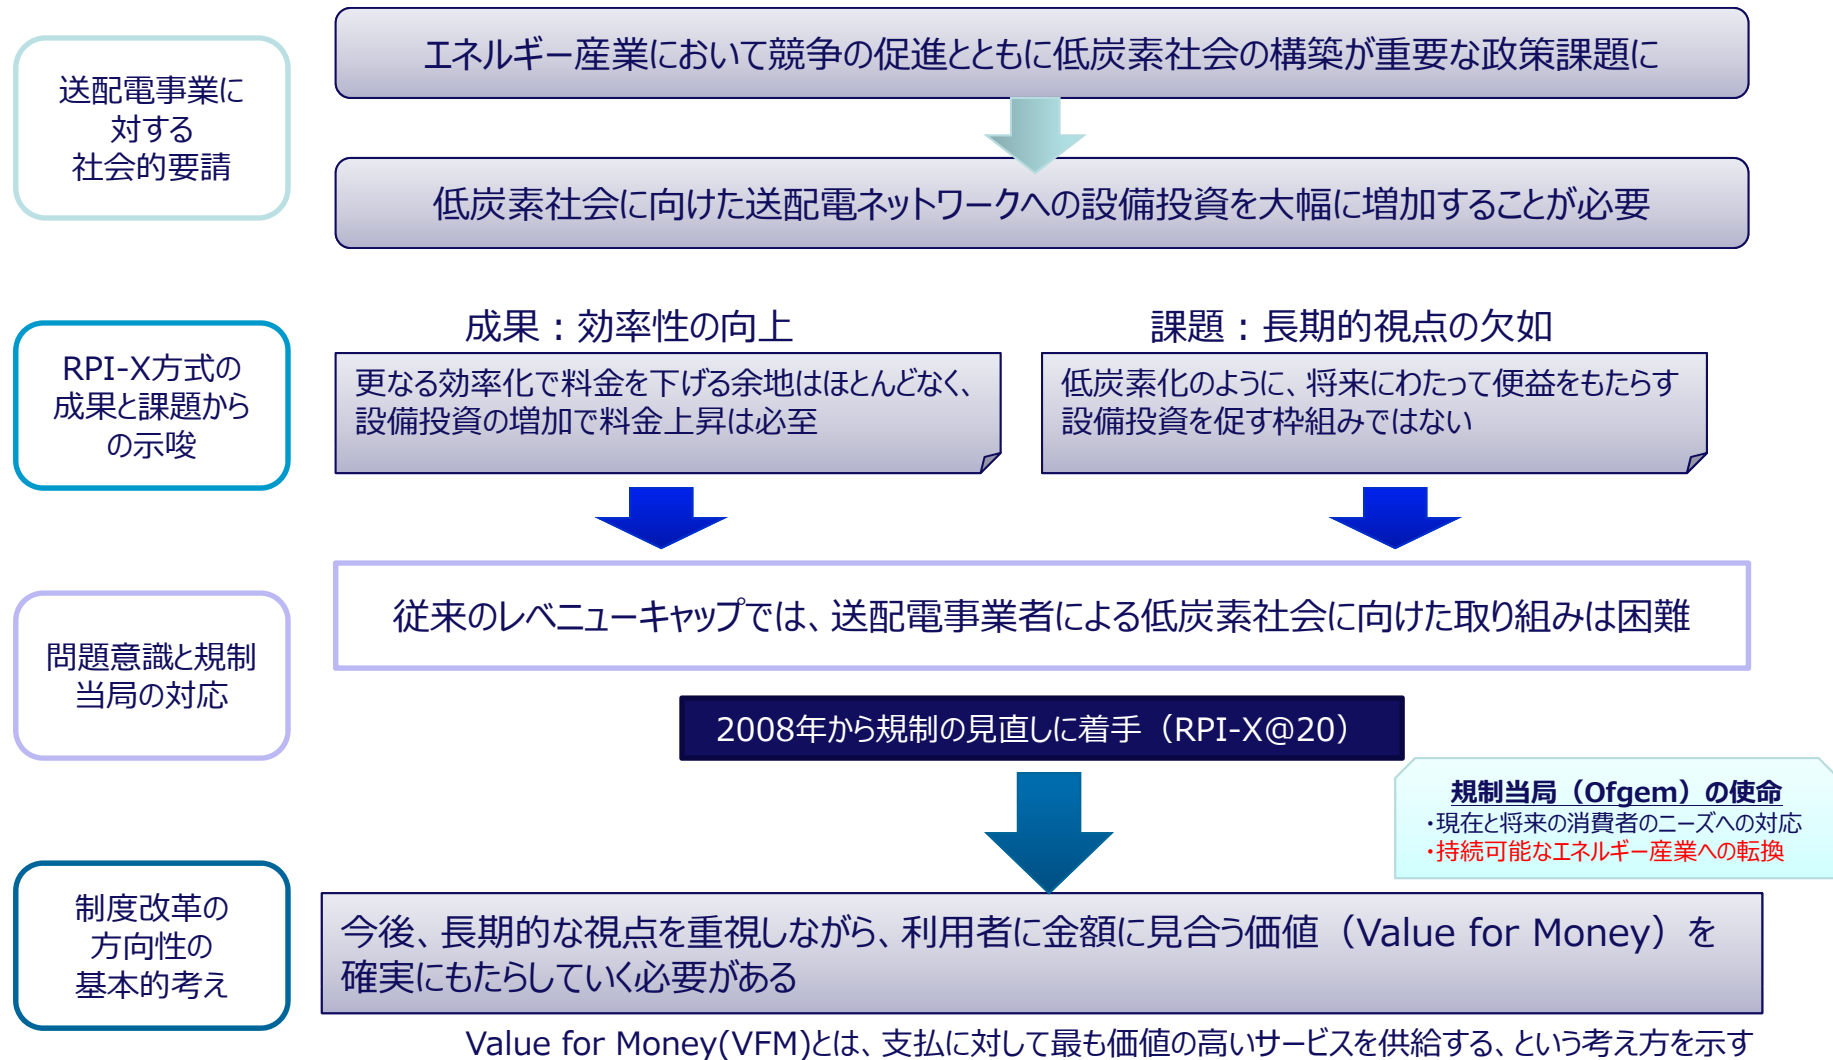 送配電事業に
対する
社会的要請
エネルギー産業において競争の促進とともに低炭素社会の構築が重要な政策課題に
低炭素社会に向けた送配電ネットワークへの設備投資を大幅に増加することが必要
RPI-X方式の
成果と課題から
の示唆
成果：効率性の向上
更なる効率化で料金を下げる余地はほとんどなく、
設備投資の増加で料金上昇は必至
課題：長期的視点の欠如
低炭素化のように、将来にわたって便益をもたらす
設備投資を促す枠組みではない
問題意識と規制
当局の対応
従来のレベニューキャップでは、送配電事業者による低炭素社会に向けた取り組みは困難
2008年から規制の見直しに着手（RPI-X@20）
規制当局（Ofgem）の使命
・現在と将来の消費者のニーズへの対応
・持続可能なエネルギー産業への転換
制度改革の
方向性の
基本的考え
今後、長期的な視点を重視しながら、利用者に金額に見合う価値（Value for Money）を
確実にもたらしていく必要がある
Value for Money(VFM)とは、支払に対して最も価値の高いサービスを供給する、という考え方を示す